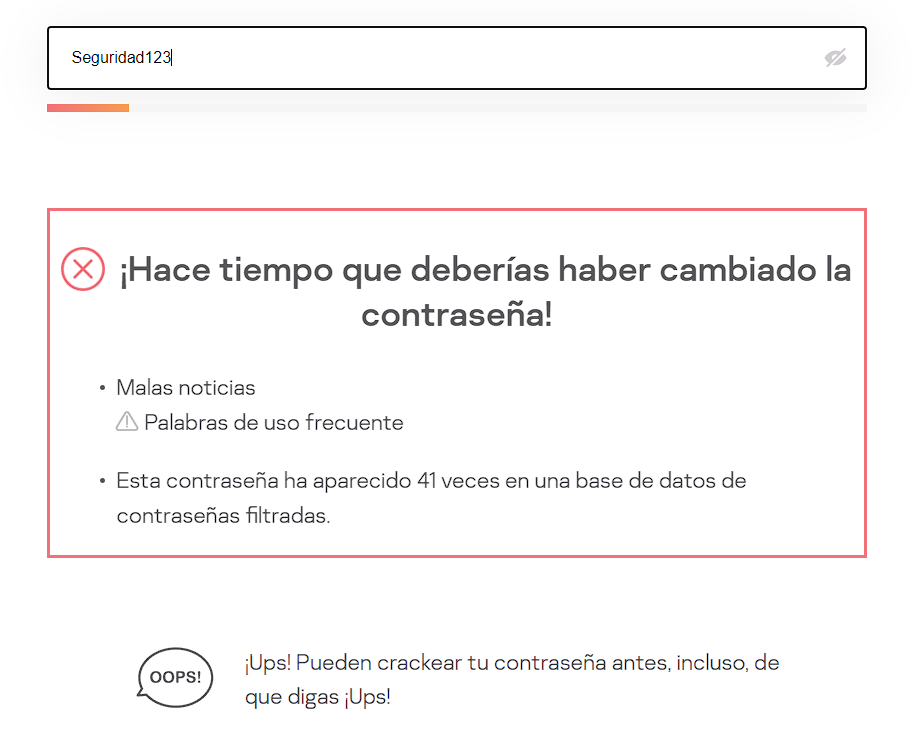 Seguridad123
¡Hace tiempo que deberías haber cambiado la
contraseña!
• Malas noticias
Palabras de uso frecuente
• Esta contraseña ha aparecido 41 veces en una base de datos de
contraseñas filtradas.
OOPS!
¡Ups! Pueden crackear tu contraseña antes, incluso, de
que digas ¡Ups!